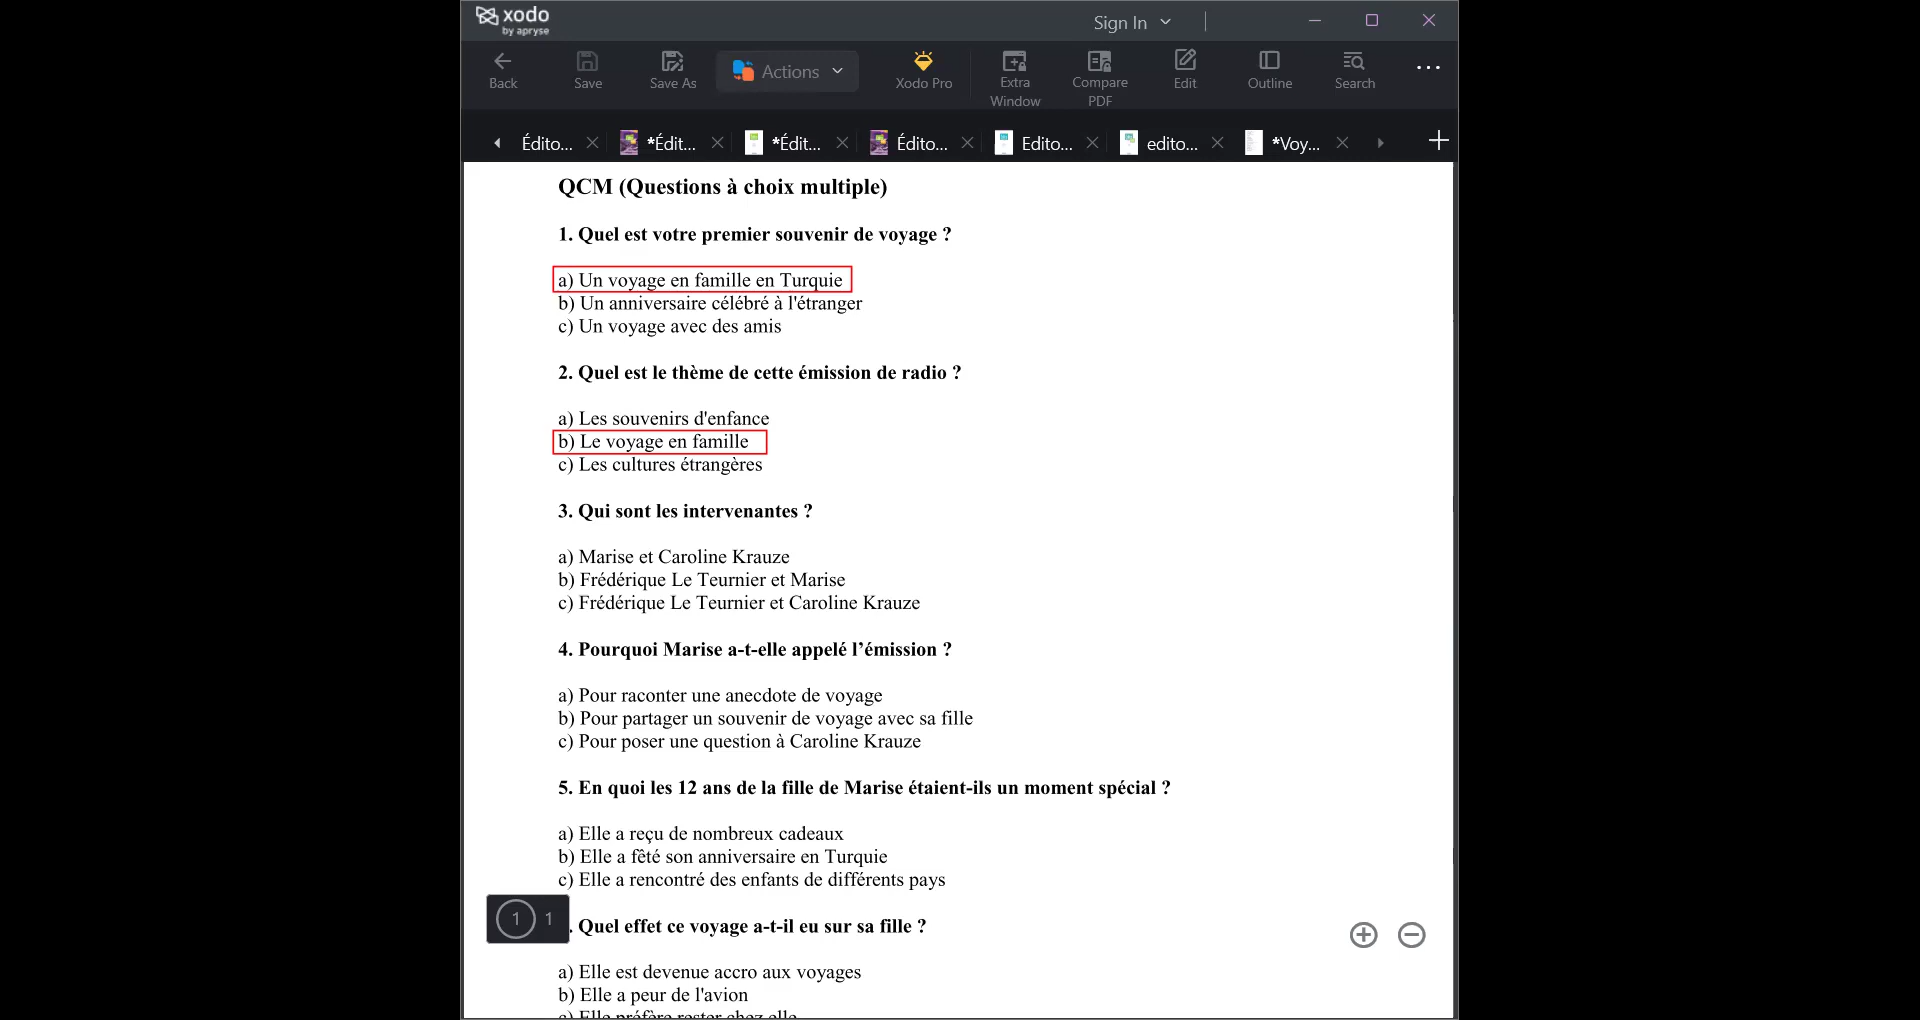 xodo
by apryse
Sign In
Back
Save
Save As
Actions
Xodo Pro
Extra Window
Compare PDF
Edit
Outline
Search
Édito...
*Édit...
*Édit...
Édito...
Edito...
edito...
*Voy...
QCM (Questions à choix multiple)
1. Quel est votre premier souvenir de voyage ?
a) Un voyage en famille en Turquie
b) Un anniversaire célébré à l'étranger
c) Un voyage avec des amis
2. Quel est le thème de cette émission de radio ?
a) Les souvenirs d'enfance
b) Le voyage en famille
c) Les cultures étrangères
3. Qui sont les intervenantes ?
a) Marise et Caroline Krauze
b) Frédérique Le Teurnier et Marise
c) Frédérique Le Teurnier et Caroline Krauze
4. Pourquoi Marise a-t-elle appelé l’émission ?
a) Pour raconter une anecdote de voyage
b) Pour partager un souvenir de voyage avec sa fille
c) Pour poser une question à Caroline Krauze
5. En quoi les 12 ans de la fille de Marise étaient-ils un moment spécial ?
a) Elle a reçu de nombreux cadeaux
b) Elle a fêté son anniversaire en Turquie
c) Elle a rencontré des enfants de différents pays
1 1
. Quel effet ce voyage a-t-il eu sur sa fille ?
a) Elle est devenue accro aux voyages
b) Elle a peur de l'avion
c) Elle préfère rester chez elle